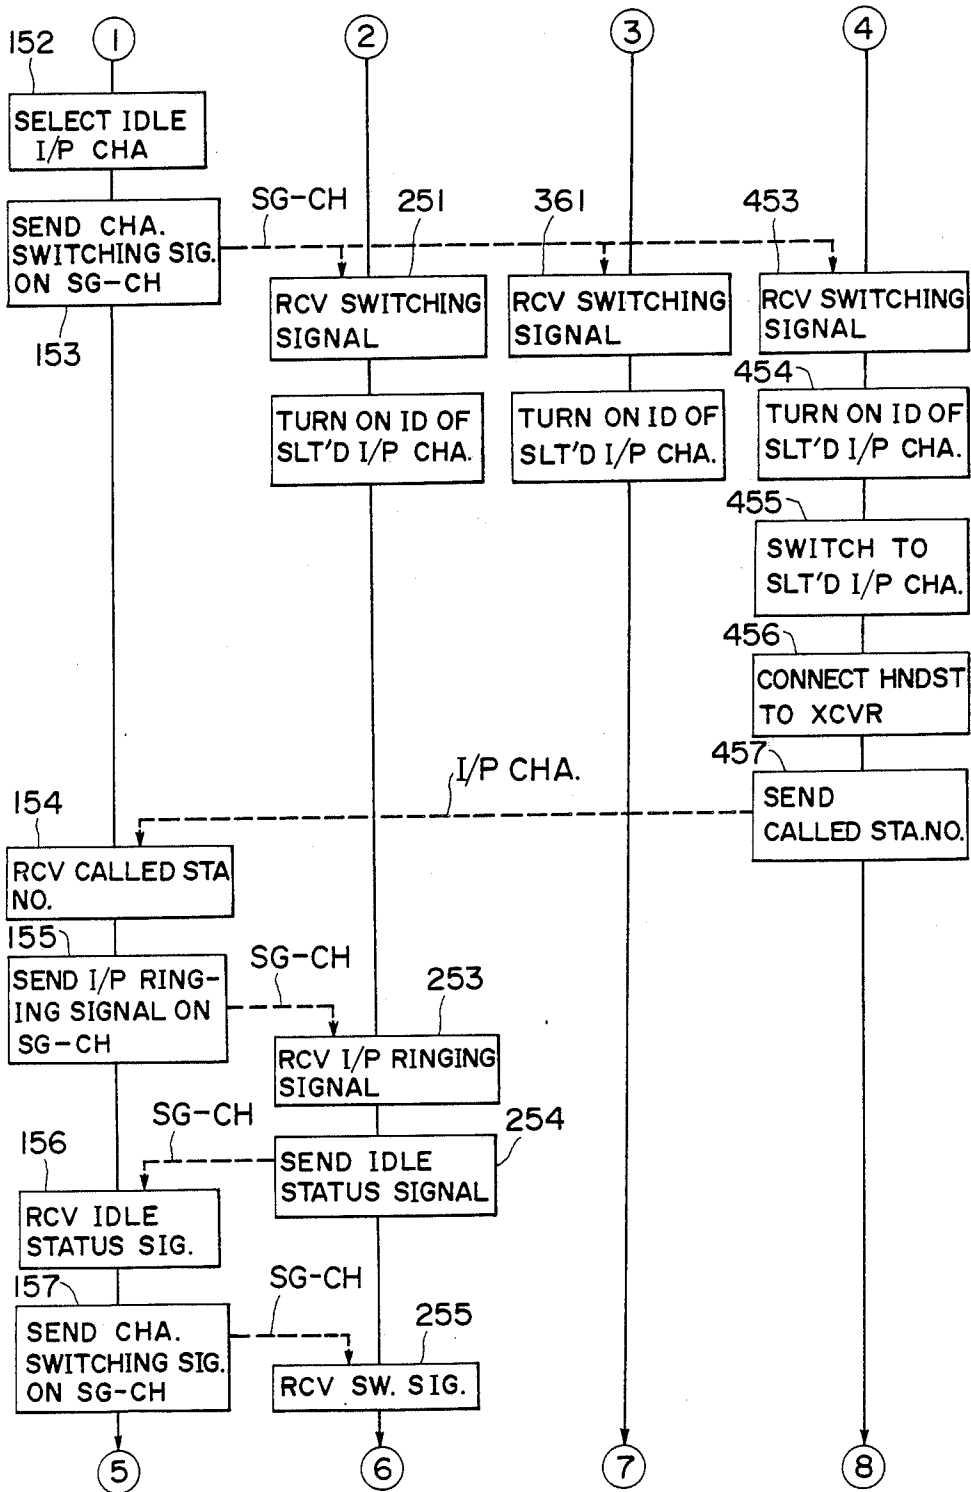 1
2
3
4
152
SELECT IDLE
I/P CHA
SEND CHA.
SWITCHING SIG.
ON SG-CH
153
SG-CH
251
361
453
RCV SWITCHING
SIGNAL
RCV SWITCHING
SIGNAL
RCV SWITCHING
SIGNAL
454
TURN ON ID OF
SLT'D I/P CHA.
TURN ON ID OF
SLT'D I/P CHA.
TURN ON ID OF
SLT'D I/P CHA.
455
SWITCH TO
SLT'D I/P CHA.
456
CONNECT HNDST
TO XCVR
457
I/P CHA.
SEND
CALLED STA.NO.
154
RCV CALLED STA
NO.
155
SEND I/P RING-
ING SIGNAL ON
SG-CH
SG-CH
253
RCV I/P RINGING
SIGNAL
SG-CH
254
SEND IDLE
STATUS SIGNAL
156
RCV IDLE
STATUS SIG.
157
SG-CH
SEND CHA.
SWITCHING SIG.
ON SG-CH
255
RCV SW. SIG.
5
6
7
8